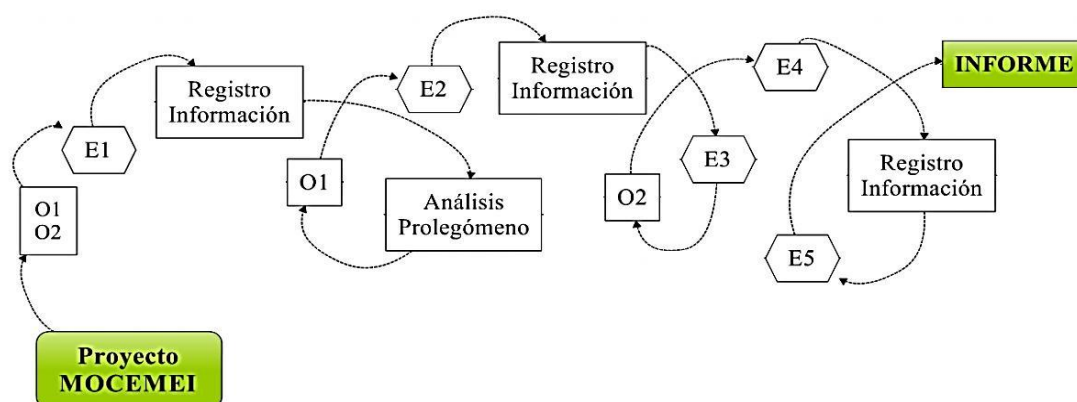 Proyecto
MOCEMEI
O1
O2
E1
Registro
Información
Análisis
Prolegómeno
O1
E2
Registro
Información
E3
O2
E4
Registro
Información
E5
INFORME